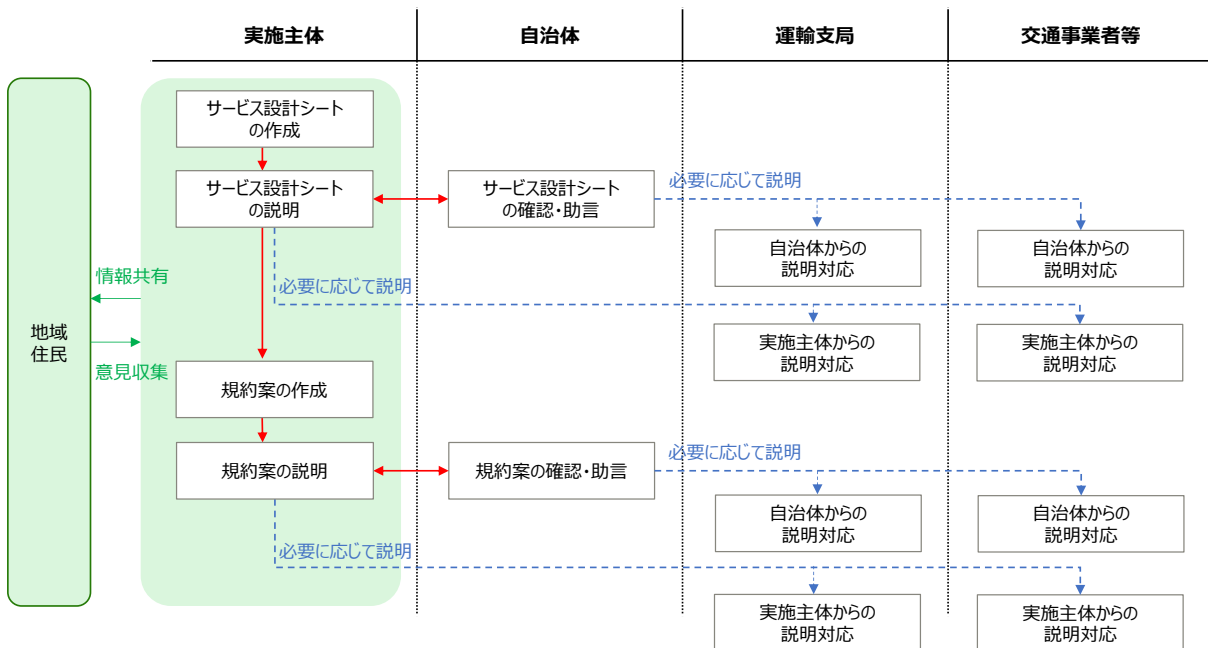 実施主体
自治体
運輸支局
交通事業者等
サービス設計シート
の作成
サービス設計シート
の説明
サービス設計シート
の確認・助言
必要に応じて説明
自治体からの
説明対応
自治体からの
説明対応
情報共有
必要に応じて説明
地域
住民
実施主体からの
説明対応
実施主体からの
説明対応
意見収集
規約案の作成
規約案の説明
規約案の確認・助言
必要に応じて説明
自治体からの
説明対応
自治体からの
説明対応
必要に応じて説明
実施主体からの
説明対応
実施主体からの
説明対応